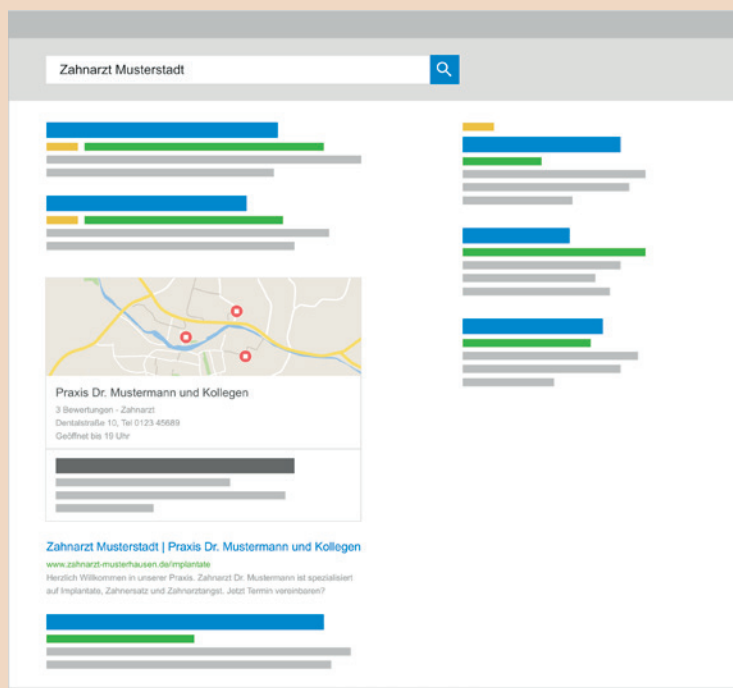 Zahnarzt Musterstadt
Praxis Dr. Mustermann und Kollegen
3 Bewertungen - Zahnarzt
Dentalstraße 10, Tel 0123 45689
Geöffnet bis 19 Uhr
Zahnarzt Musterstadt | Praxis Dr. Mustermann und Kollegen
www.zahnarzt-musterhausen.de/implantate
Herzlich Willkommen in unserer Praxis. Zahnarzt Dr. Mustermann ist spezialisiert
auf Implantate, Zahnersatz und Zahnarztangst. Jetzt Termin vereinbaren?